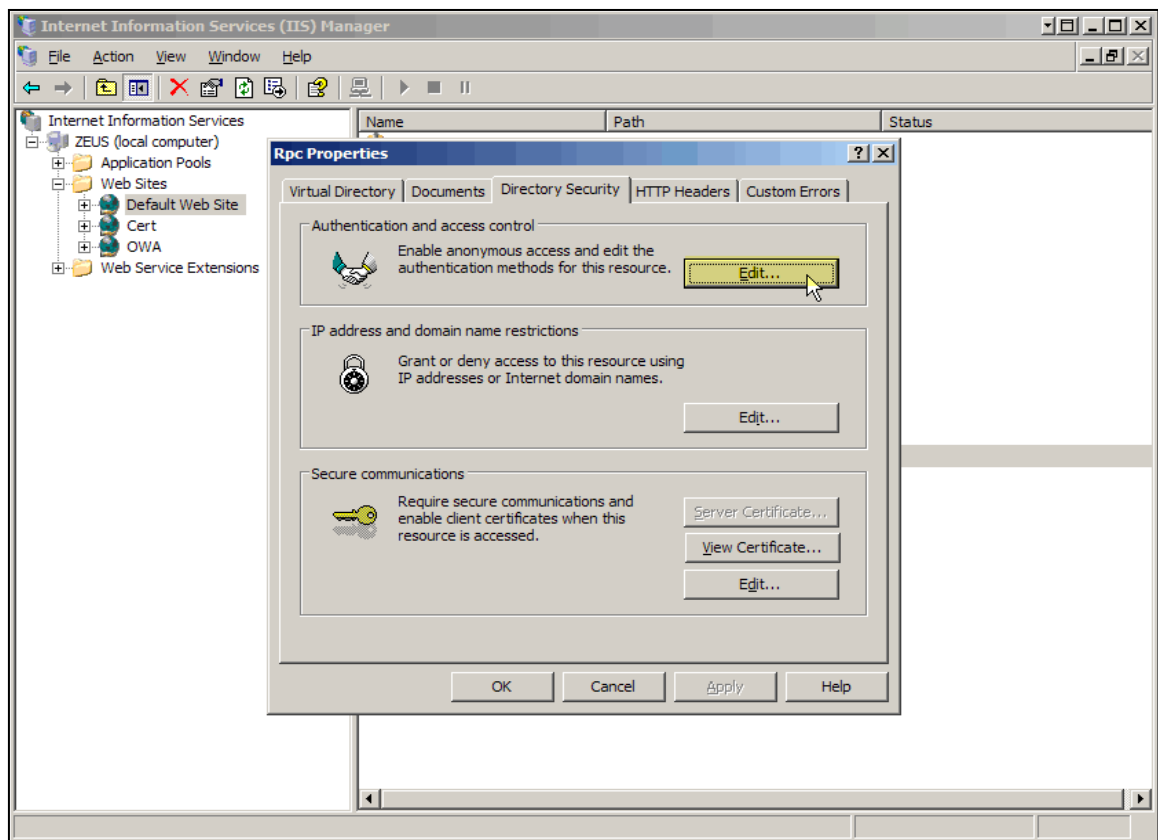 Internet Information Services (IIS) Manager
File Action View Window Help
Internet Information Services
ZEUS (local computer)
Application Pools
Web Sites
Default Web Site
Cert
OWA
Web Service Extensions
Name Path Status
Rpc Properties
Virtual Directory Documents Directory Security HTTP Headers Custom Errors
Authentication and access control
Enable anonymous access and edit the
authentication methods for this resource.
Edit...
IP address and domain name restrictions
Grant or deny access to this resource using
IP addresses or Internet domain names.
Edit...
Secure communications
Require secure communications and
enable client certificates when this
resource is accessed.
Server Certificate...
View Certificate...
Edit...
OK Cancel Apply Help